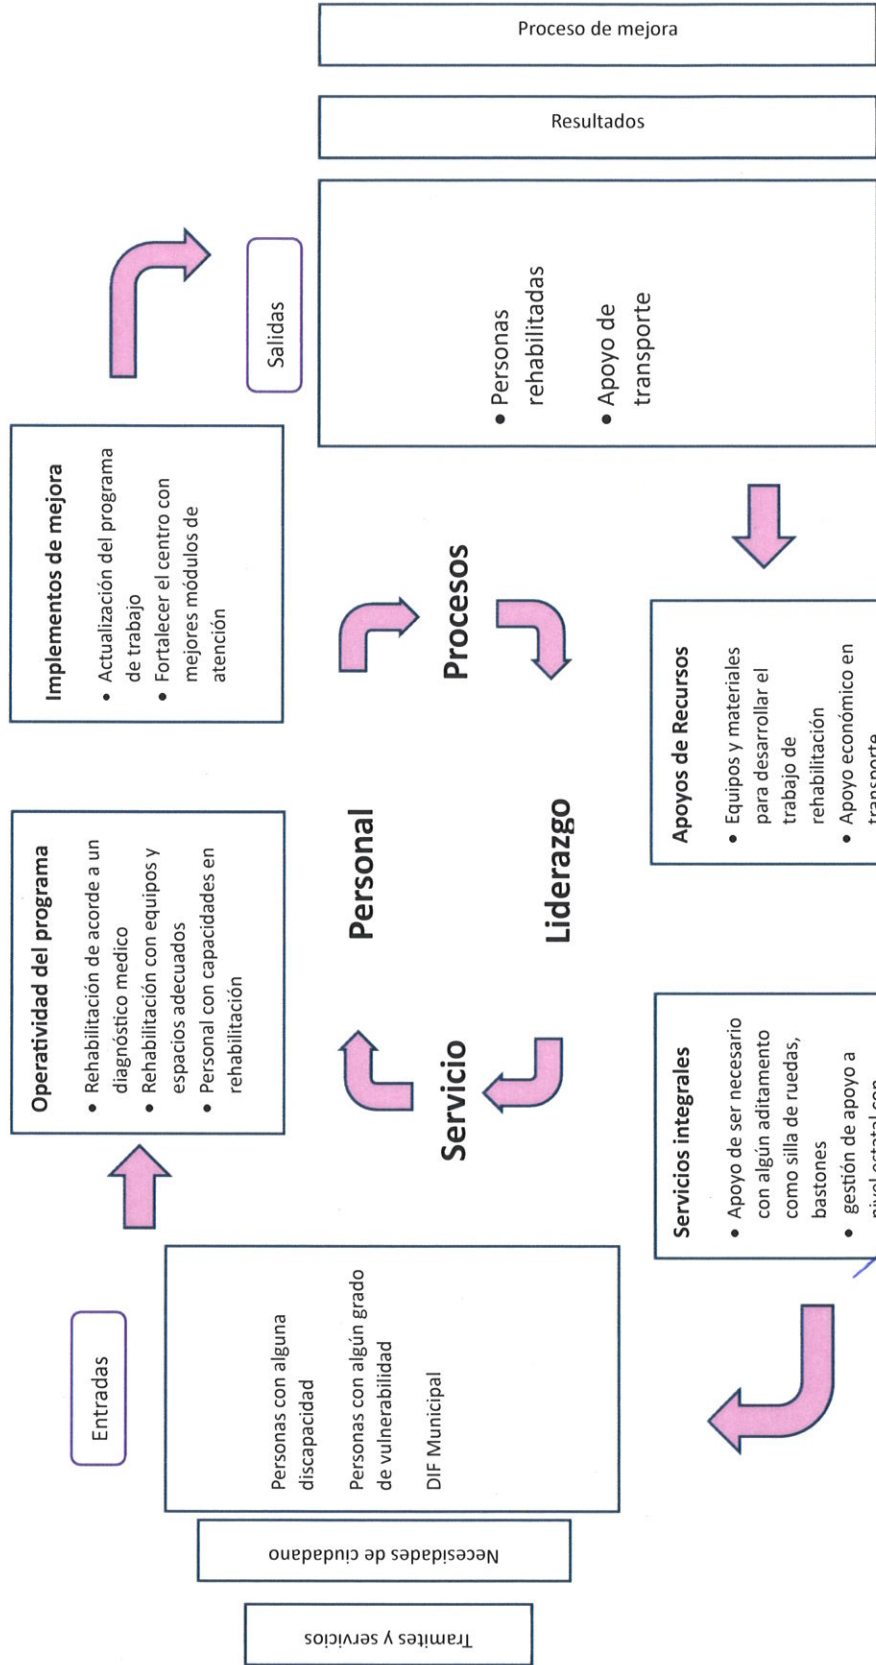 Tramites y servicios
Necesidades de ciudadano
Entradas
Personas con alguna
discapacidad
Personas con algún grado
de vulnerabilidad
DIF Municipal
Operatividad del programa
• Rehabilitación de acorde a un
diagnóstico medico
• Rehabilitación con equipos y
espacios adecuados
• Personal con capacidades en
rehabilitación
Implementos de mejora
• Actualización del programa
de trabajo
• Fortalecer el centro con
mejores módulos de
atención
Personal
Servicio
Procesos
Liderazgo
Servicios integrales
• Apoyo de ser necesario
con algún aditamento
como silla de ruedas,
bastones
• gestión de apoyo a
nivel estatal con
Apoyos de Recursos
• Equipos y materiales
para desarrollar el
trabajo de
rehabilitación
• Apoyo económico en
transporte
Salidas
• Personas
rehabilitadas
• Apoyo de
transporte
Resultados
Proceso de mejora